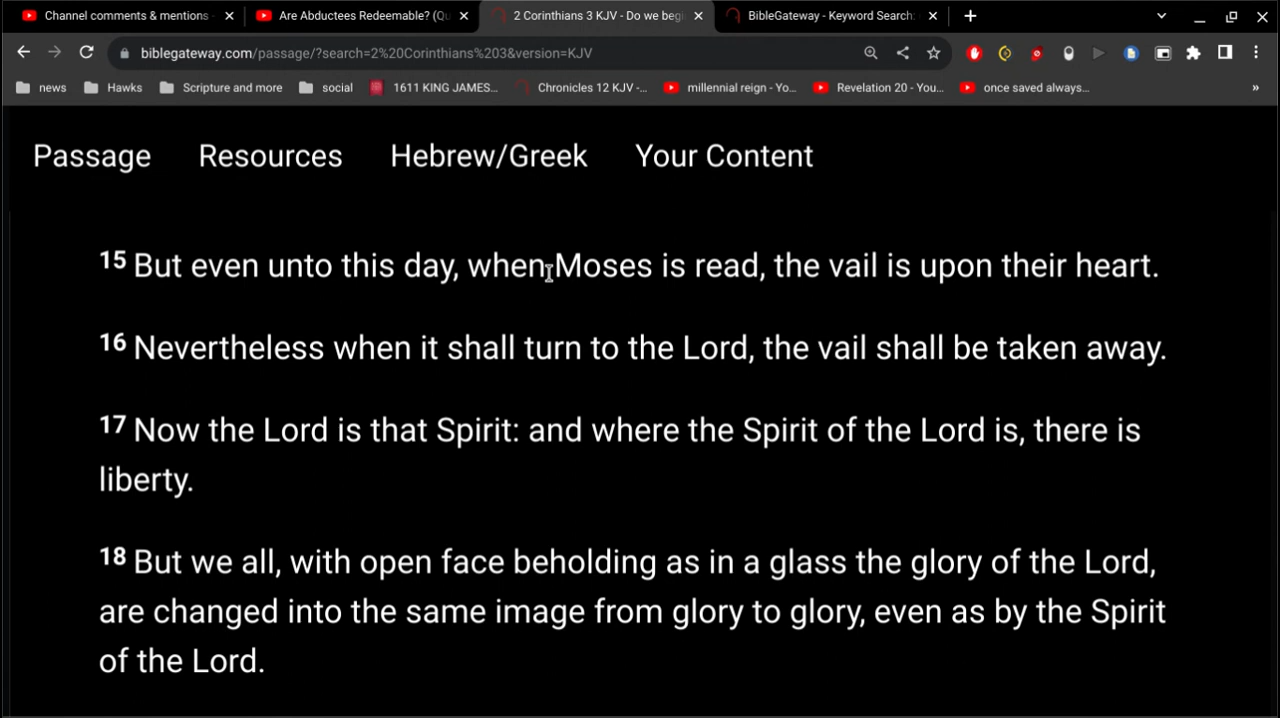 Channel comments & mentions -
Are Abductees Redeemable? (Qu
2 Corinthians 3 KJV - Do we begi
BibleGateway - Keyword Search:
biblegateway.com/passage/?search=2%20Corinthians%203&version=KJV
news
Hawks
Scripture and more
social
1611 KING JAMES...
Chronicles 12 KJV -...
millennial reign - Yo...
Revelation 20 - You...
once saved always...
»
Passage
Resources
Hebrew/Greek
Your Content
15 But even unto this day, when Moses is read, the vail is upon their heart.
16 Nevertheless when it shall turn to the Lord, the vail shall be taken away.
17 Now the Lord is that Spirit: and where the Spirit of the Lord is, there is
liberty.
18 But we all, with open face beholding as in a glass the glory of the Lord,
are changed into the same image from glory to glory, even as by the Spirit
of the Lord.